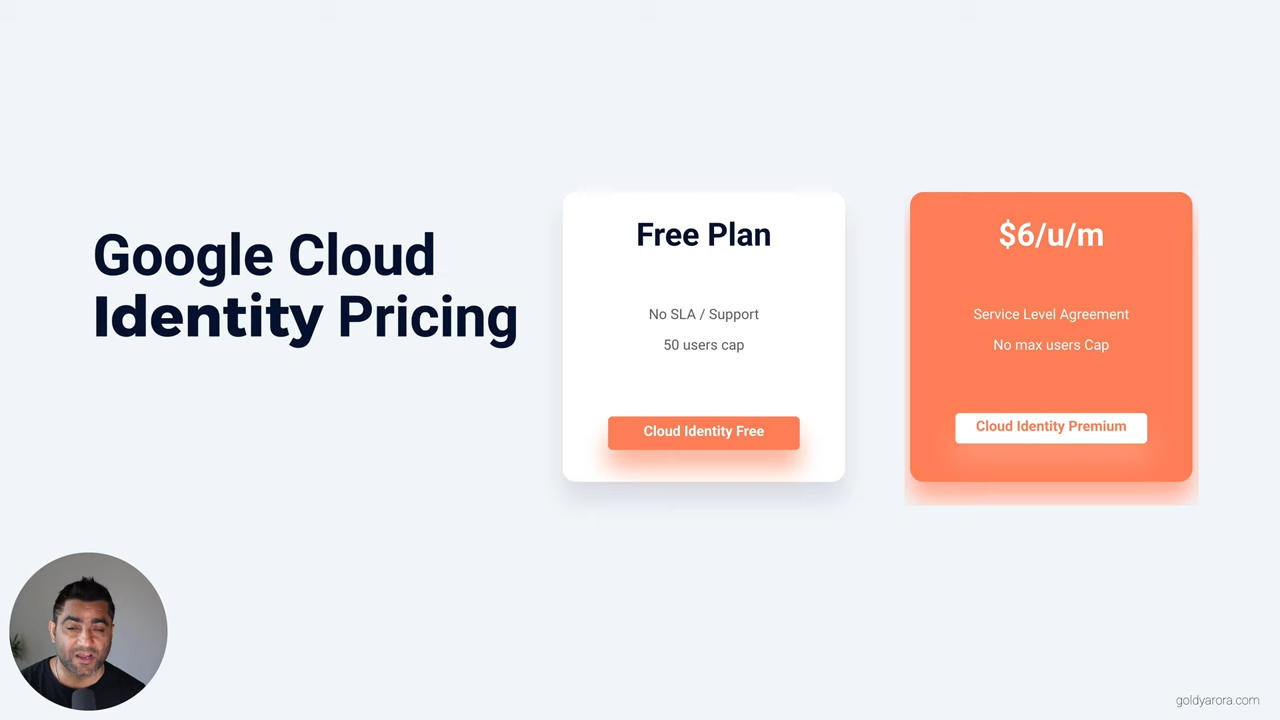 Google Cloud
Identity Pricing
Free Plan
No SLA / Support
50 users cap
Cloud Identity Free
$6/u/m
Service Level Agreement
No max users Cap
Cloud Identity Premium
goldyarora.com